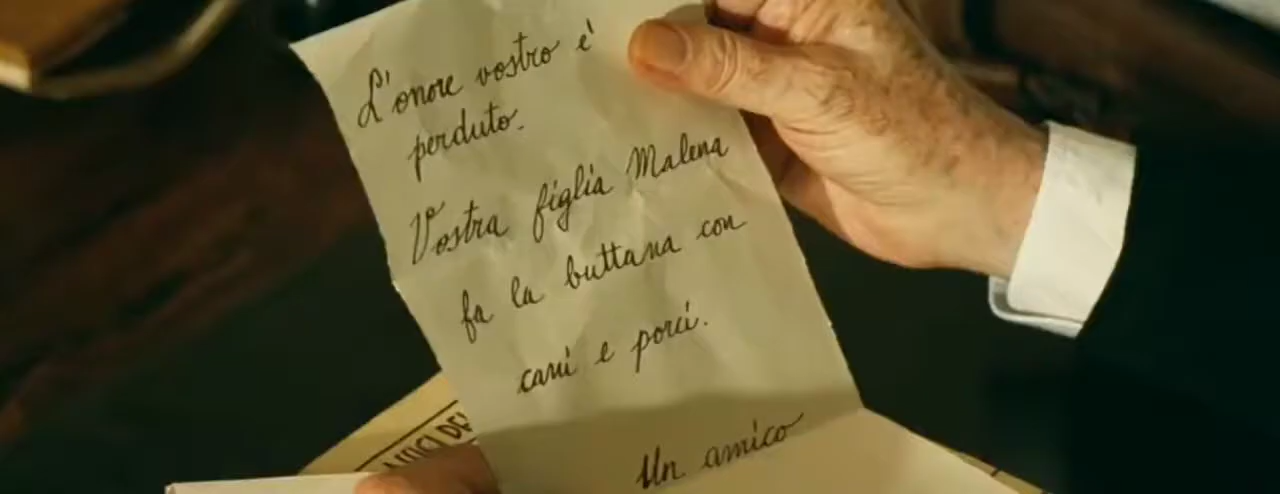 L'onore vostro è
perduto.
Vostra figlia Malena
fa la buttana con
cani e porci.
Un amico